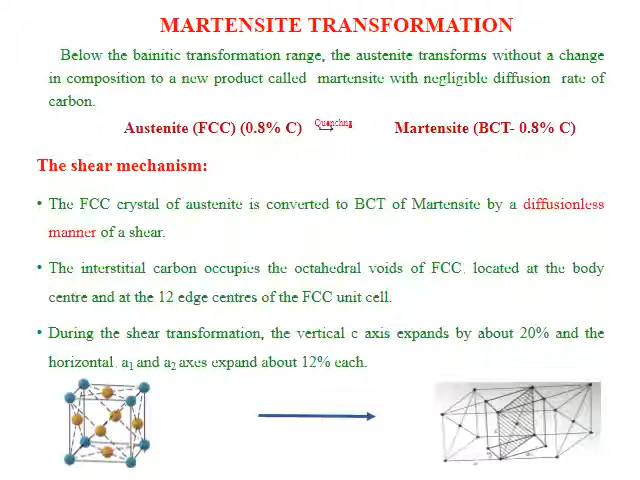 MARTENSITE TRANSFORMATION
Below the bainitic transformation range, the austenite transforms without a change
in composition to a new product called martensite with negligible diffusion rate of
carbon.
Austenite (FCC) (0.8% C) Quenching Martensite (BCT- 0.8% C)
The shear mechanism:
• The FCC crystal of austenite is converted to BCT of Martensite by a diffusionless
manner of a shear.
• The interstitial carbon occupies the octahedral voids of FCC, located at the body
centre and at the 12 edge centres of the FCC unit cell.
• During the shear transformation, the vertical c axis expands by about 20% and the
horizontal, a1 and a2 axes expand about 12% each.